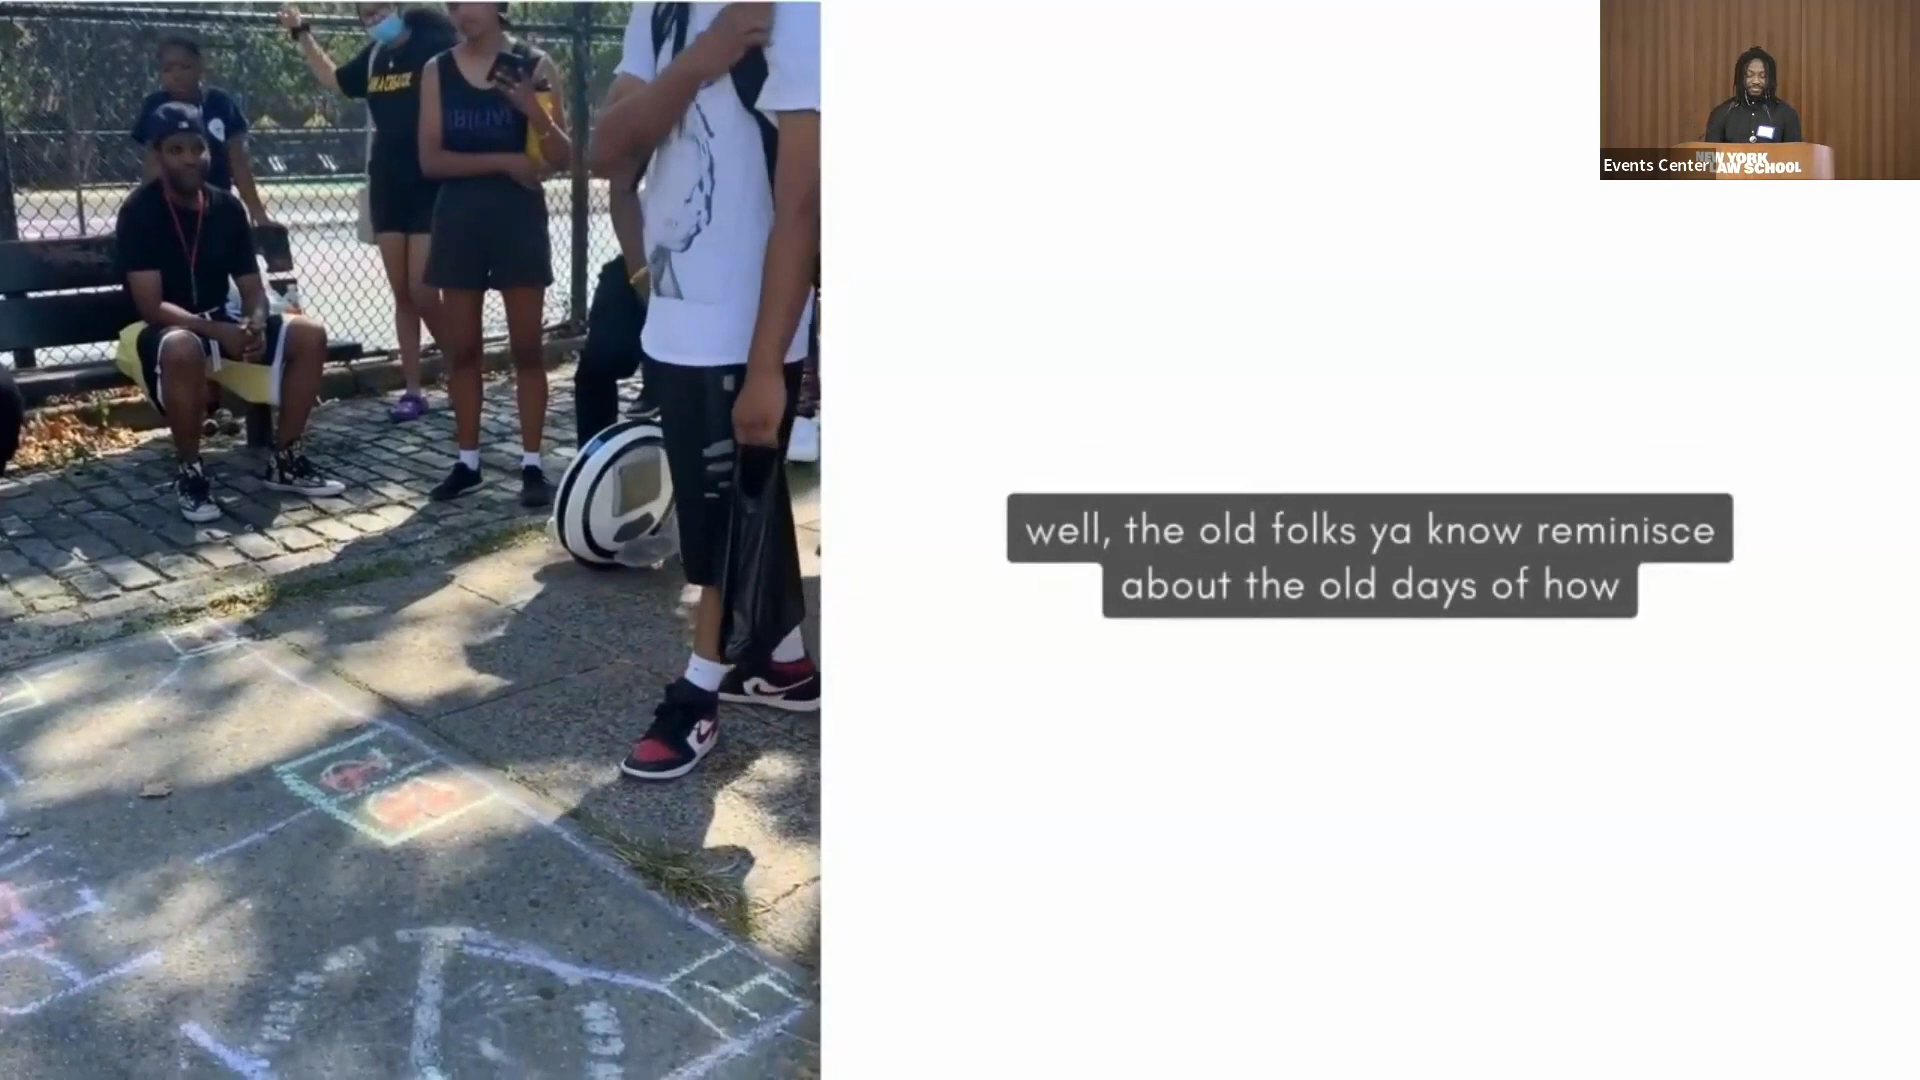 Events Center
NEW YORK
LAW SCHOOL
well, the old folks ya know reminisce
about the old days of how